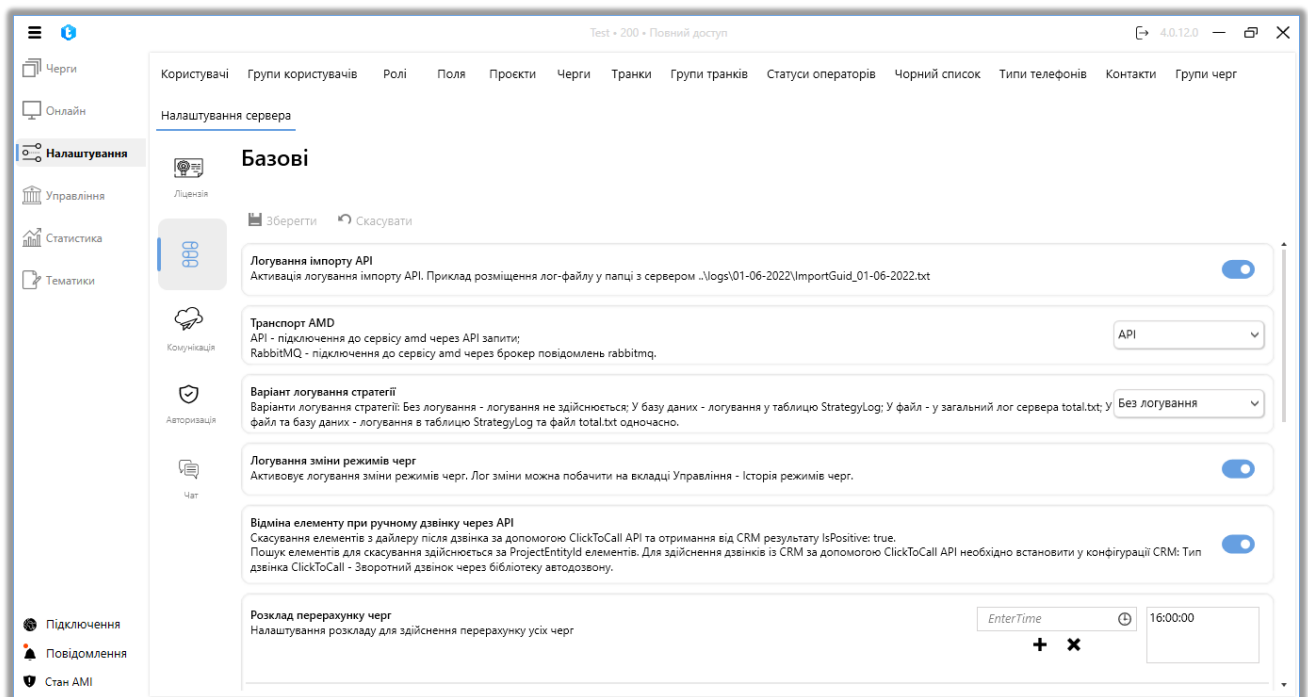 Test • 200 • Повний доступ
4.0.12.0
Черги
Онлайн
Налаштування
Управління
Статистика
Тематики
Підключення
Повідомлення
Стан AMI
Користувачі Групи користувачів Ролі Поля Проєкти Черги Транки Групи транків Статуси операторів Чорний список Типи телефонів Контакти Групи черг
Налаштування сервера
Ліцензія
Комунікація
Авторизація
Чат
Базові
Зберегти Скасувати
Логування імпорту API
Активація логування імпорту API. Приклад розміщення лог-файлу у папці з сервером ..\logs\01-06-2022\ImportGuid_01-06-2022.txt
Транспорт AMD
API - підключення до сервісу amd через API запити;
RabbitMQ - підключення до сервісу amd через брокер повідомлень rabbitmq.
API
Варіант логування стратегії
Варіанти логування стратегії: Без логування - логування не здійснюється; У базу даних - логування у таблицю StrategyLog; У файл - у загальний лог сервера total.txt; У
файл та базу даних - логування в таблицю StrategyLog та файл total.txt одночасно.
Без логування
Логування зміни режимів черг
Активовує логування зміни режимів черг. Лог зміни можна побачити на вкладці Управління - Історія режимів черг.
Відміна елементу при ручному дзвінку через API
Скасування елементів з дайлеру після дзвінка за допомогою ClickToCall API та отримання від CRM результату IsPositive: true.
Пошук елементів для скасування здійснюється за ProjectEntityId елементів. Для здійснення дзвінків із CRM за допомогою ClickToCall API необхідно встановити у конфігурації CRM: Тип
дзвінка ClickToCall - Зворотний дзвінок через бібліотеку автодозвону.
Розклад перерахунку черг
Налаштування розкладу для здійснення перерахунку усіх черг
EnterTime
16:00:00